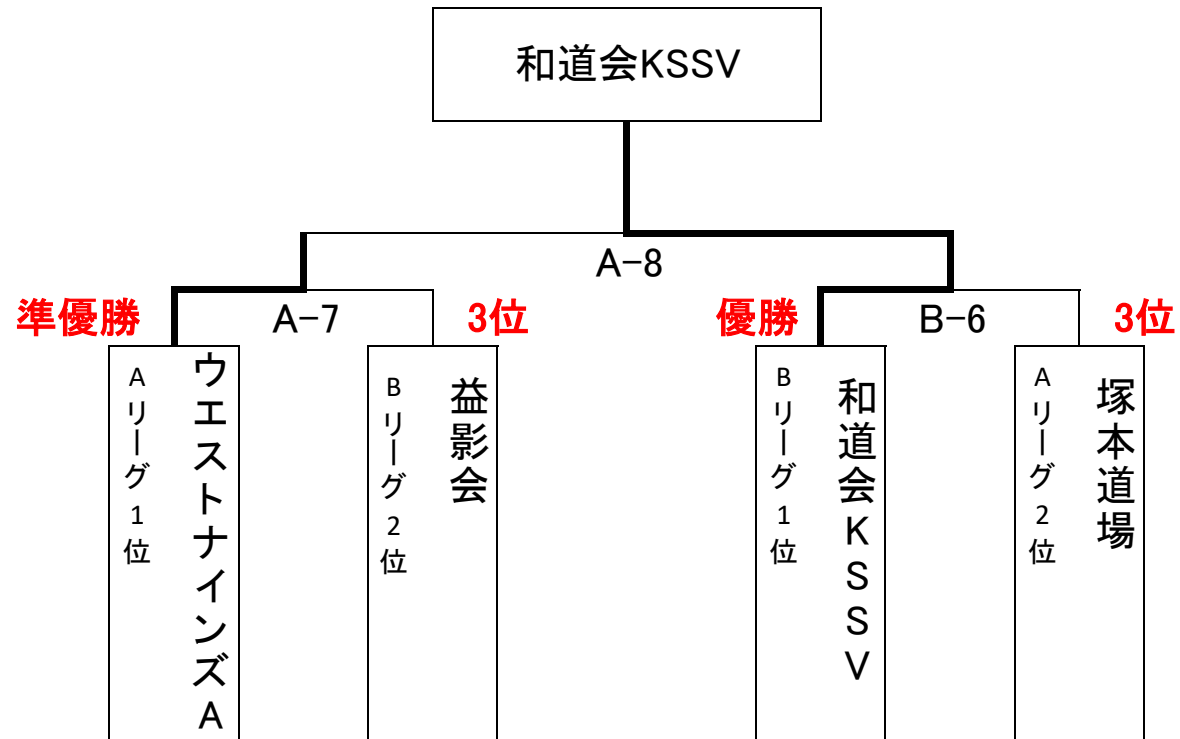 和道会KSSV
A-8
準優勝
A-7
3位
優勝
B-6
3位
Aリーグ1位
ウエストナインズA
Bリーグ2位
益影会
Bリーグ1位
和道会KSSV
Aリーグ2位
塚本道場